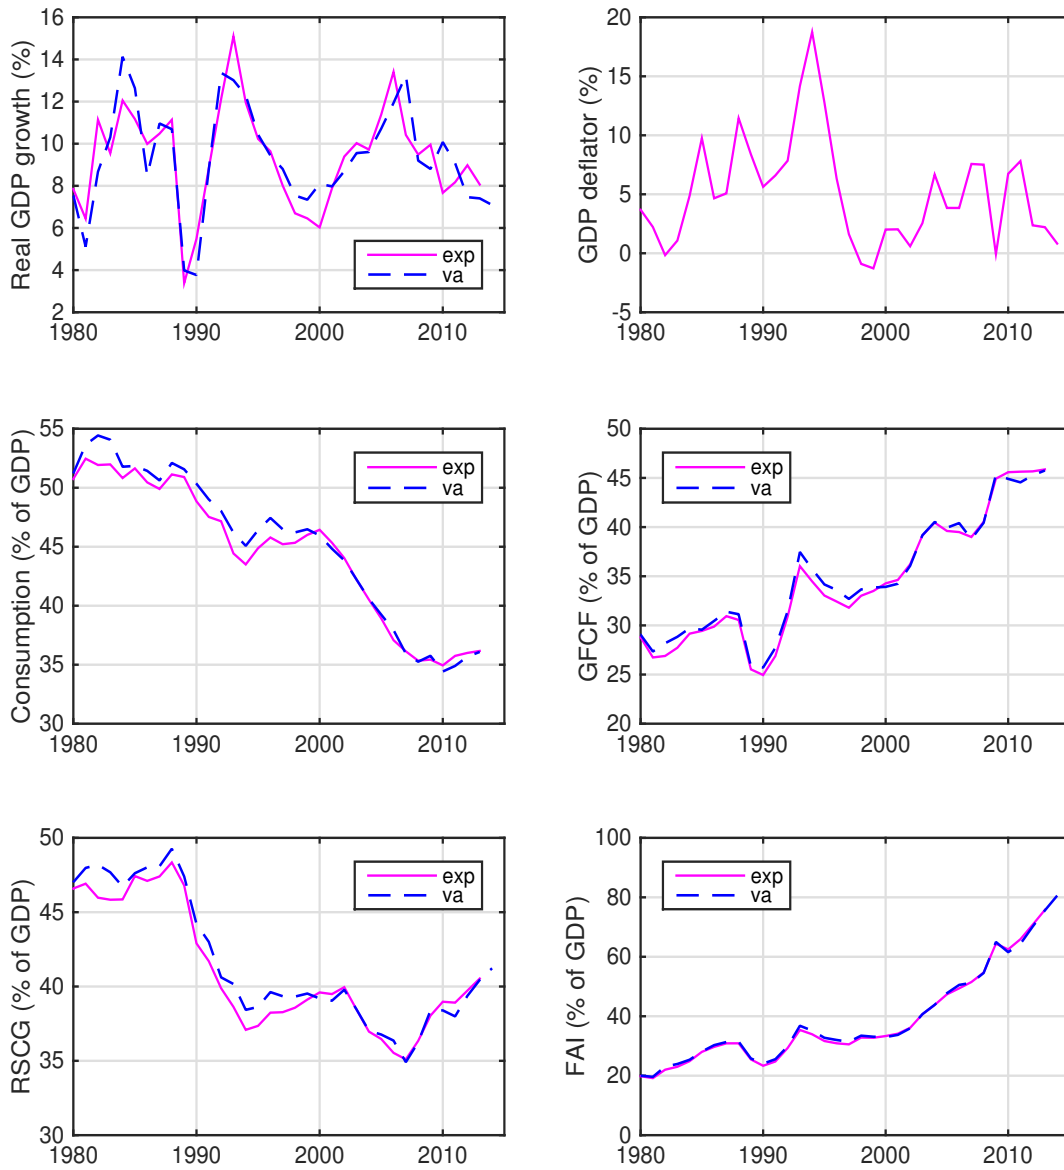 Real GDP growth (%)
16
14
12
10
8
6
4
2
1980 1990 2000 2010
exp
va
GDP deflator (%)
20
15
10
5
0
-5
1980 1990 2000 2010
Consumption (% of GDP)
55
50
45
40
35
30
1980 1990 2000 2010
exp
va
GFCF (% of GDP)
50
45
40
35
30
25
20
1980 1990 2000 2010
exp
va
RSCG (% of GDP)
50
45
40
35
30
1980 1990 2000 2010
exp
va
FAI (% of GDP)
100
80
60
40
20
0
1980 1990 2000 2010
exp
va